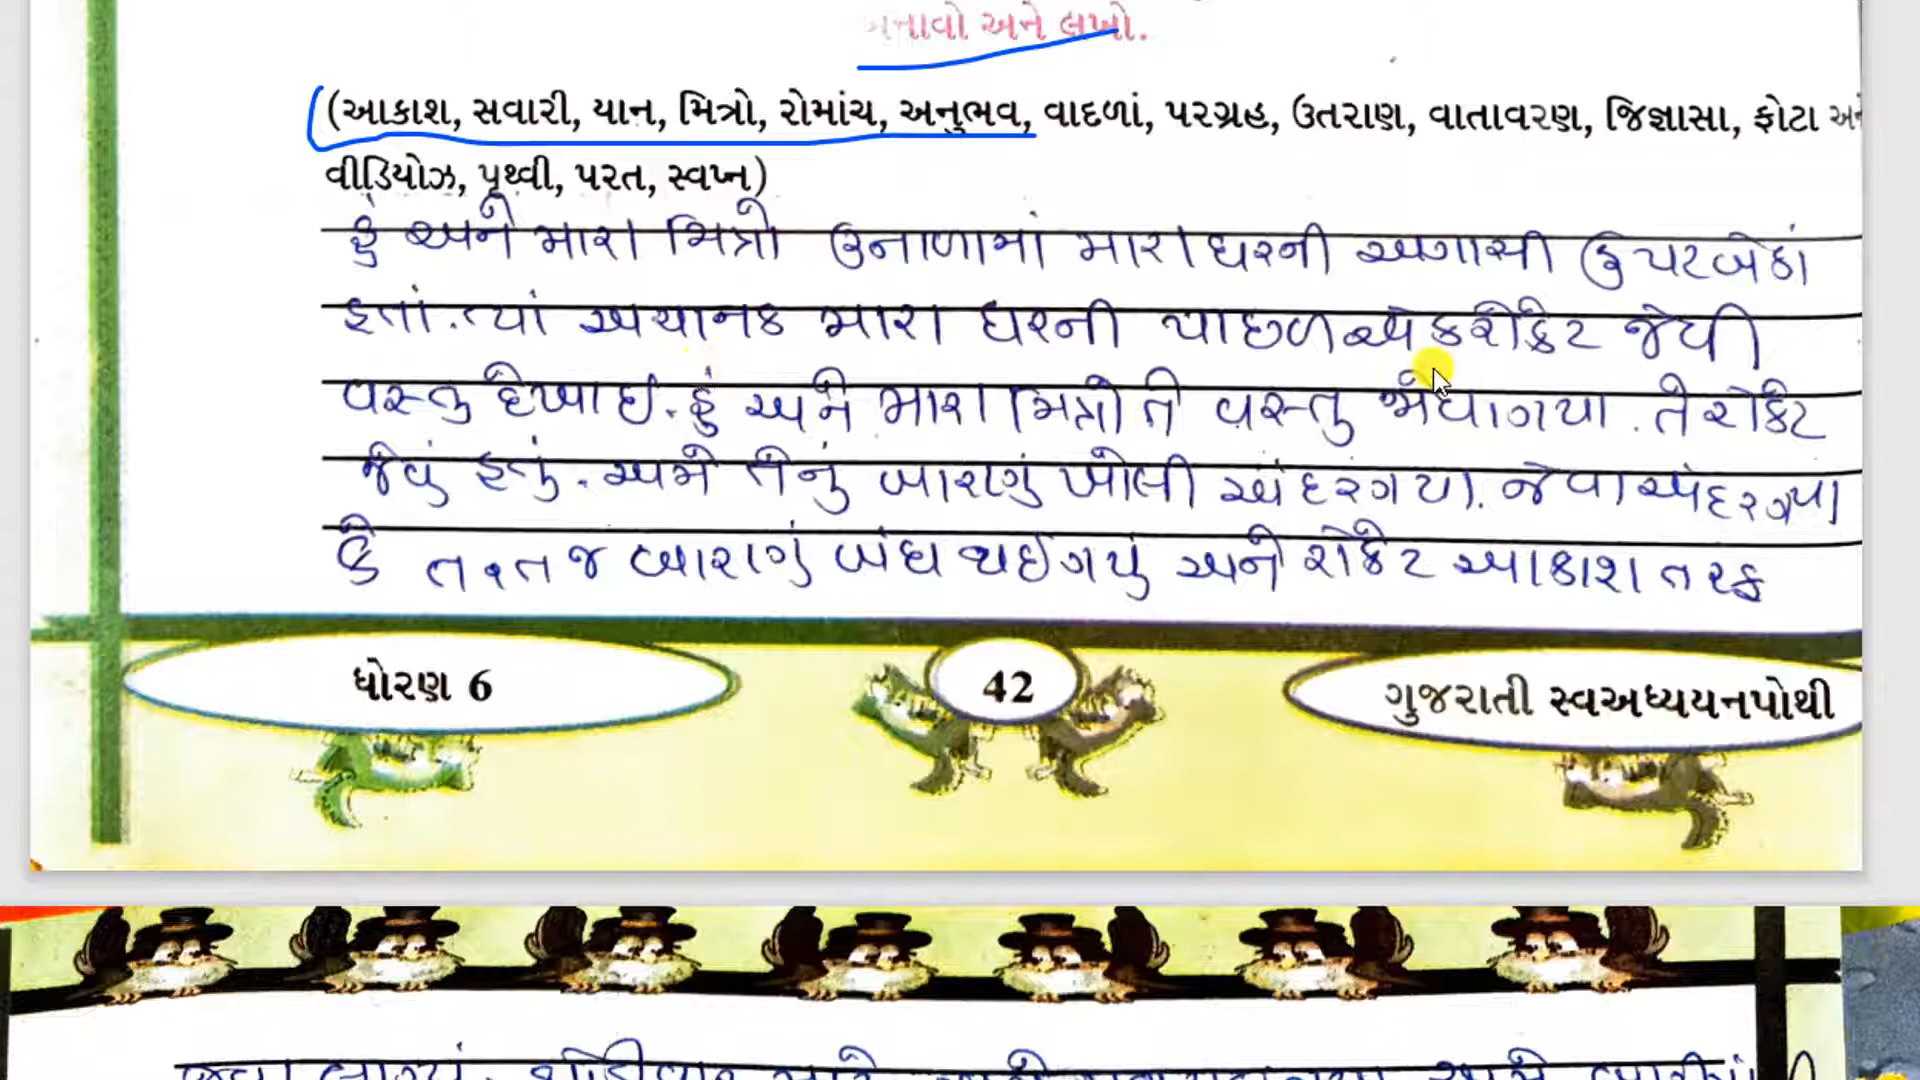 બનાવો અને લખો.
(આકાશ, સવારી, યાન, મિત્રો, રોમાંચ, અનુભવ, વાદળાં, પરગ્રહ, ઉતરાણ, વાતાવરણ, જિજ્ઞાસા, ફોટા અને
વીડિયોઝ, પૃથ્વી, પરત, સ્વપ્ન)
હું અને મારા મિત્રો ઉનાળામાં મારા ઘરની અગાસી ઉપર બેઠાં
હતાં. ત્યાં અચાનક મારા ઘરની પાછળ એક રોકેટ જેવી
વસ્તુ દેખાઈ. હું અને મારા મિત્રો તે વસ્તુ જોવા ગયા. તે રોકેટ
જેવું હતું. અમે તેનું બારણું ખોલી અંદર ગયા. જેવા અંદર ગયા
કે તરત જ બારણું બંધ થઈ ગયું અને રોકેટ આકાશ તરફ
ધોરણ 6
42
ગુજરાતી સ્વઅધ્યયનપોથી